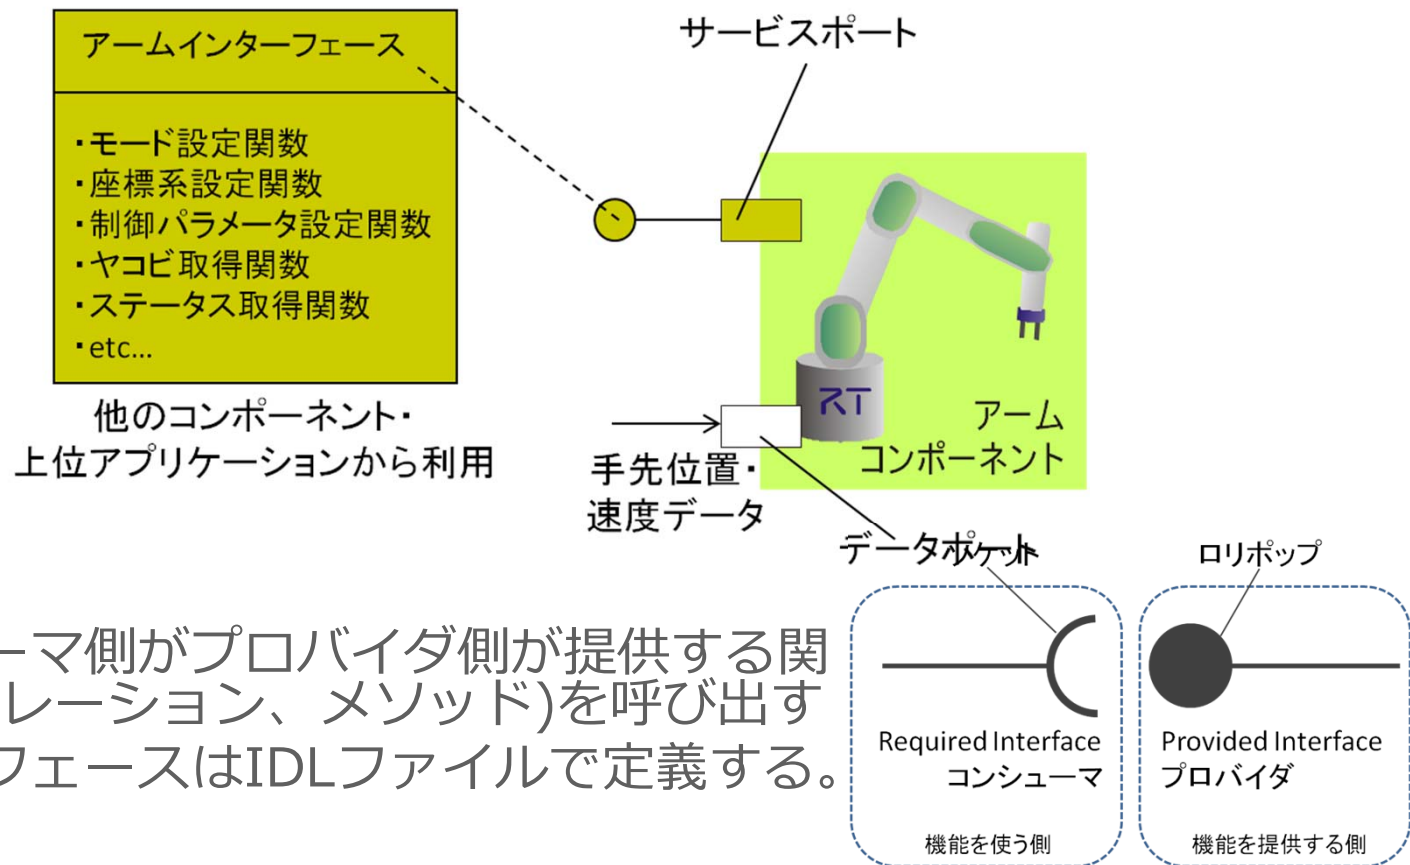 アームインターフェース
・モード設定関数
・座標系設定関数
・制御パラメータ設定関数
・ヤコビ取得関数
・ステータス取得関数
・etc...
他のコンポーネント・
上位アプリケーションから利用
サービスポート
RT
アーム
コンポーネント
手先位置・
速度データ
データポート
ロリポップ
ーマ側がプロバイダ側が提供する関
レーション、メソッド)を呼び出す
フェースはIDLファイルで定義する。
Required Interface
コンシューマ
機能を使う側
Provided Interface
プロバイダ
機能を提供する側